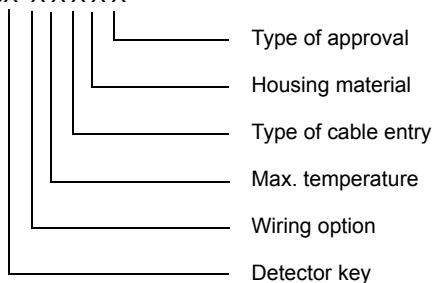 Type of approval
Housing material
Type of cable entry
Max. temperature
Wiring option
Detector key